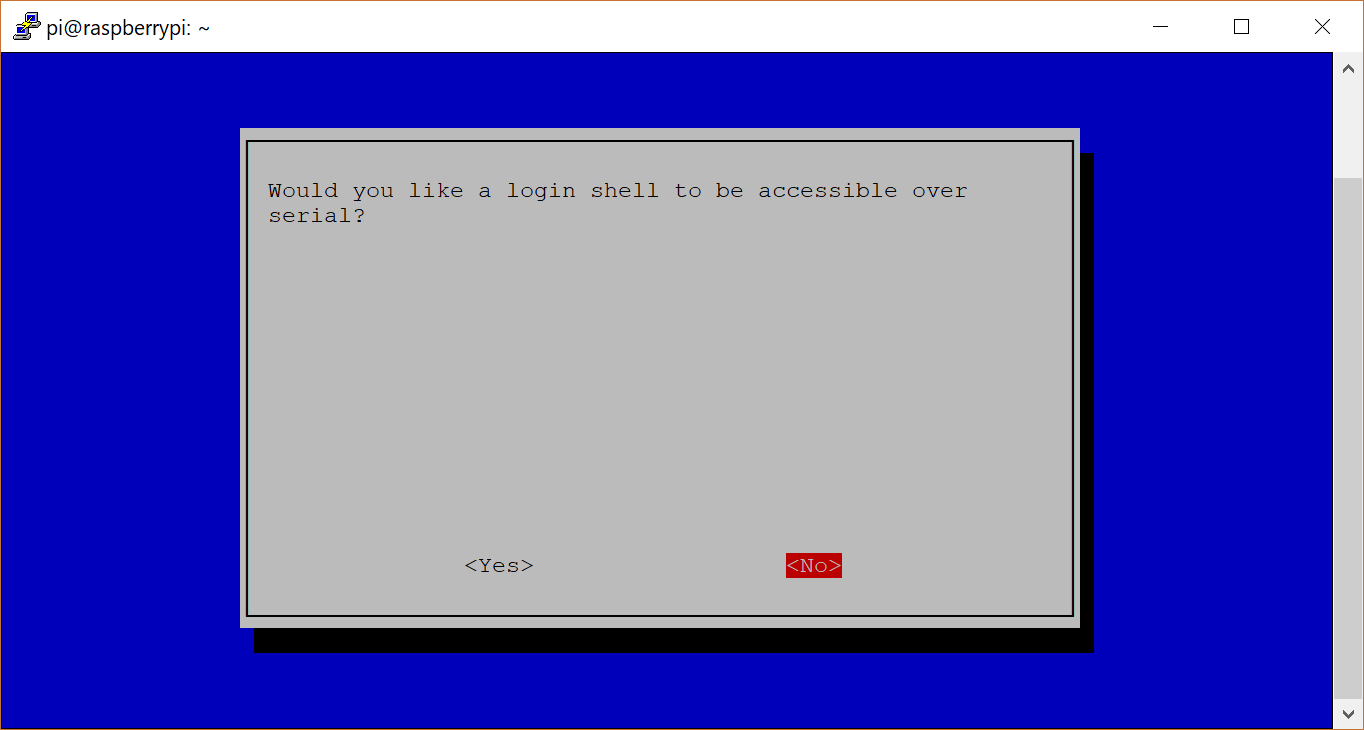 pi@raspberrypi: ~
Would you like a login shell to be accessible over
serial?
<Yes> <No>